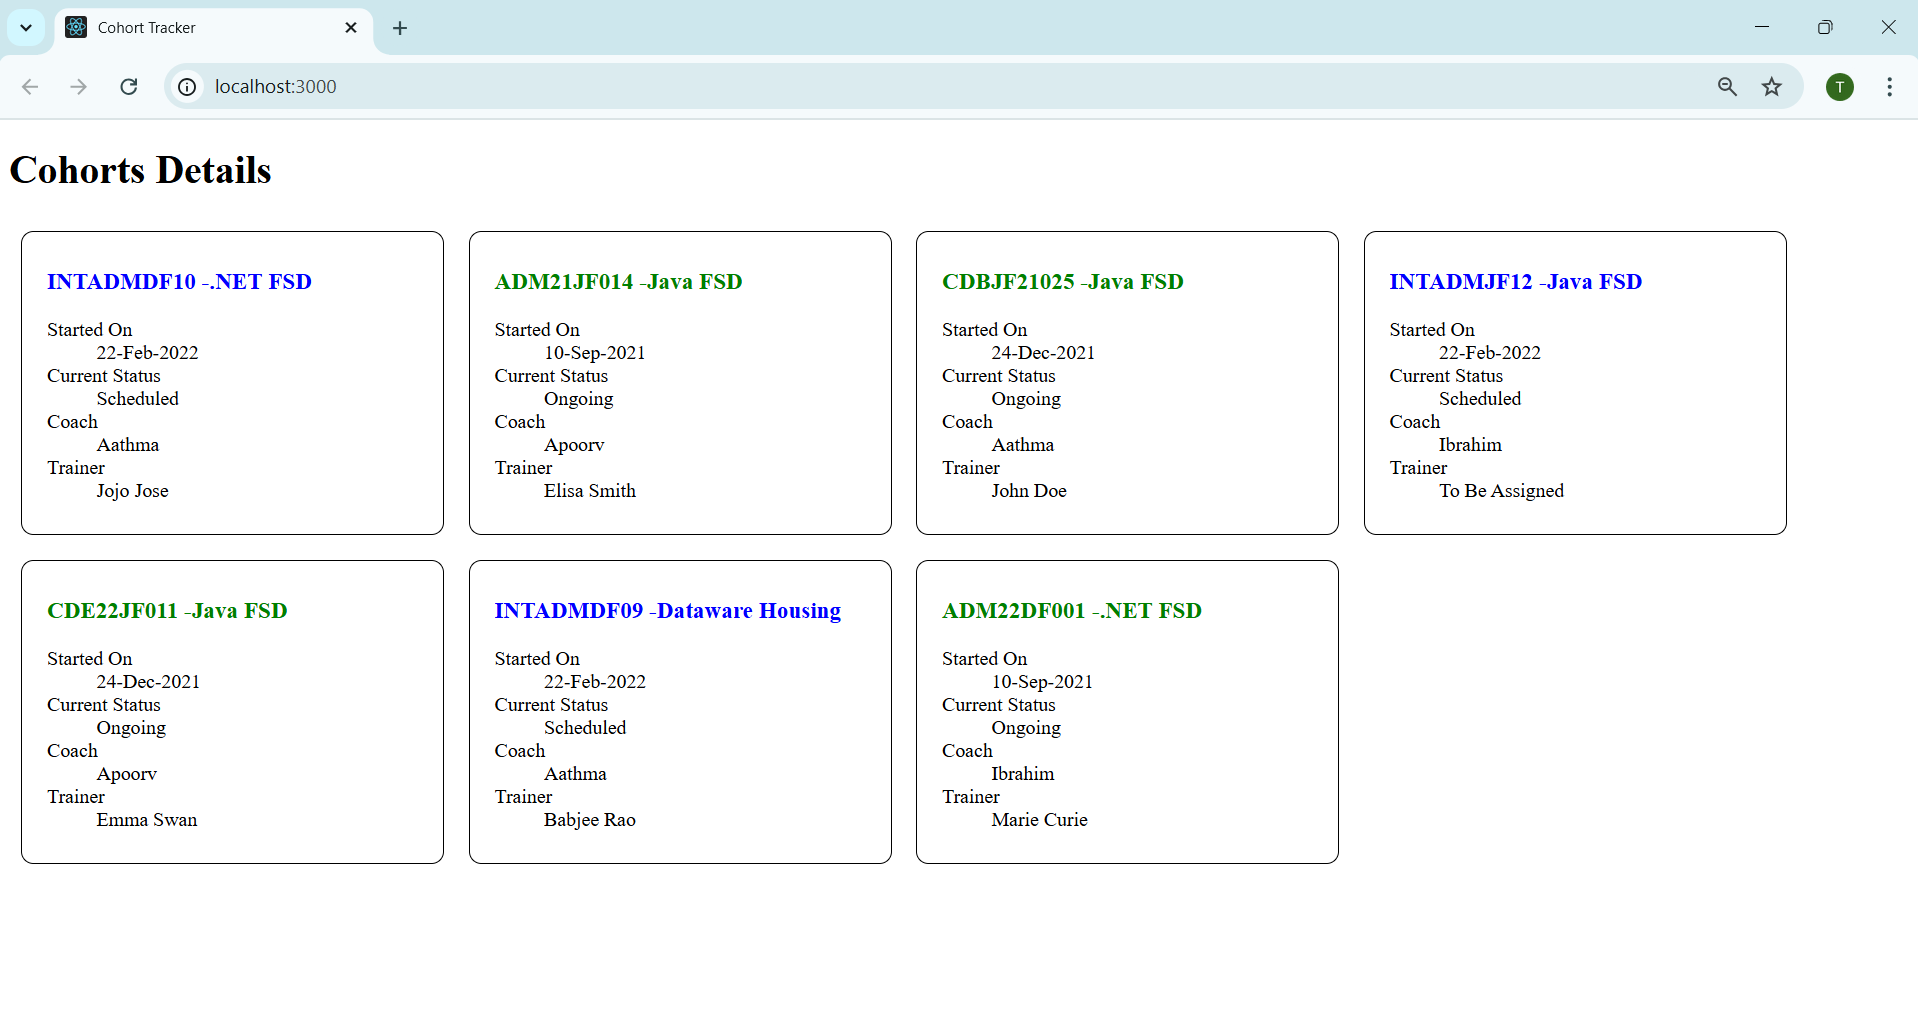 Cohort Tracker
localhost:3000
T
Cohorts Details
INTADMDF10 -.NET FSD
Started On
22-Feb-2022
Current Status
Scheduled
Coach
Aathma
Trainer
Jojo Jose
ADM21JF014 -Java FSD
Started On
10-Sep-2021
Current Status
Ongoing
Coach
Apoorv
Trainer
Elisa Smith
CDBJF21025 -Java FSD
Started On
24-Dec-2021
Current Status
Ongoing
Coach
Aathma
Trainer
John Doe
INTADMJF12 -Java FSD
Started On
22-Feb-2022
Current Status
Scheduled
Coach
Ibrahim
Trainer
To Be Assigned
CDE22JF011 -Java FSD
Started On
24-Dec-2021
Current Status
Ongoing
Coach
Apoorv
Trainer
Emma Swan
INTADMDF09 -Dataware Housing
Started On
22-Feb-2022
Current Status
Scheduled
Coach
Aathma
Trainer
Babjee Rao
ADM22DF001 -.NET FSD
Started On
10-Sep-2021
Current Status
Ongoing
Coach
Ibrahim
Trainer
Marie Curie